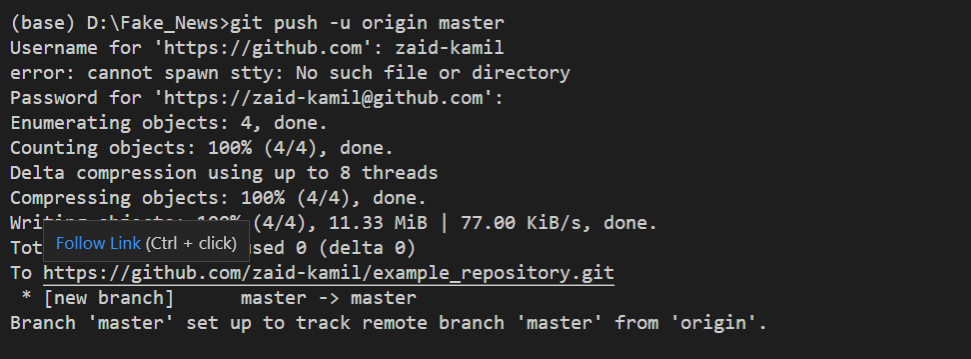 (base) D:\Fake_News>git push -u origin master
Username for 'https://github.com': zaid-kamil
error: cannot spawn stty: No such file or directory
Password for 'https://zaid-kamil@github.com':
Enumerating objects: 4, done.
Counting objects: 100% (4/4), done.
Delta compression using up to 8 threads
Compressing objects: 100% (4/4), done.
(4/4), 11.33 MiB | 77.00 KiB/s, done.
Follow Link (Ctrl + click)
0 (delta 0)
To https://github.com/zaid-kamil/example_repository.git
* [new branch]      master -> master
Branch 'master' set up to track remote branch 'master' from 'origin'.